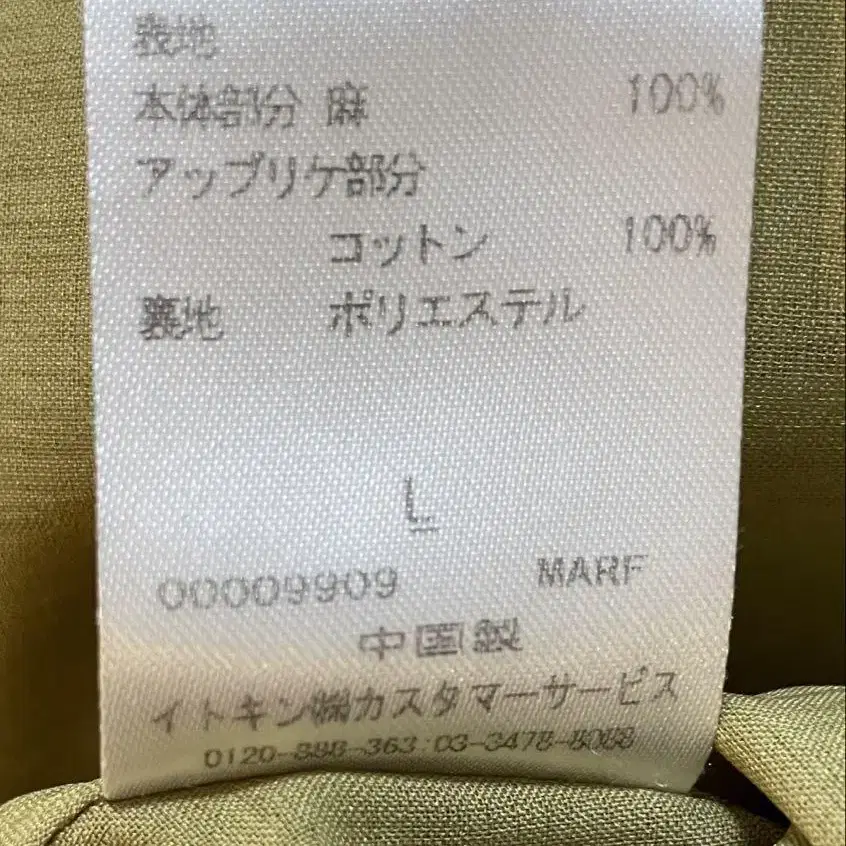 表地
本体部分 麻 100%
アップリケ部分
コットン 100%
裏地 ポリエステル
L
00009909 MARF
中国製
イトキン㈱カスタマーサービス
0120-888-363 03-3478-8088